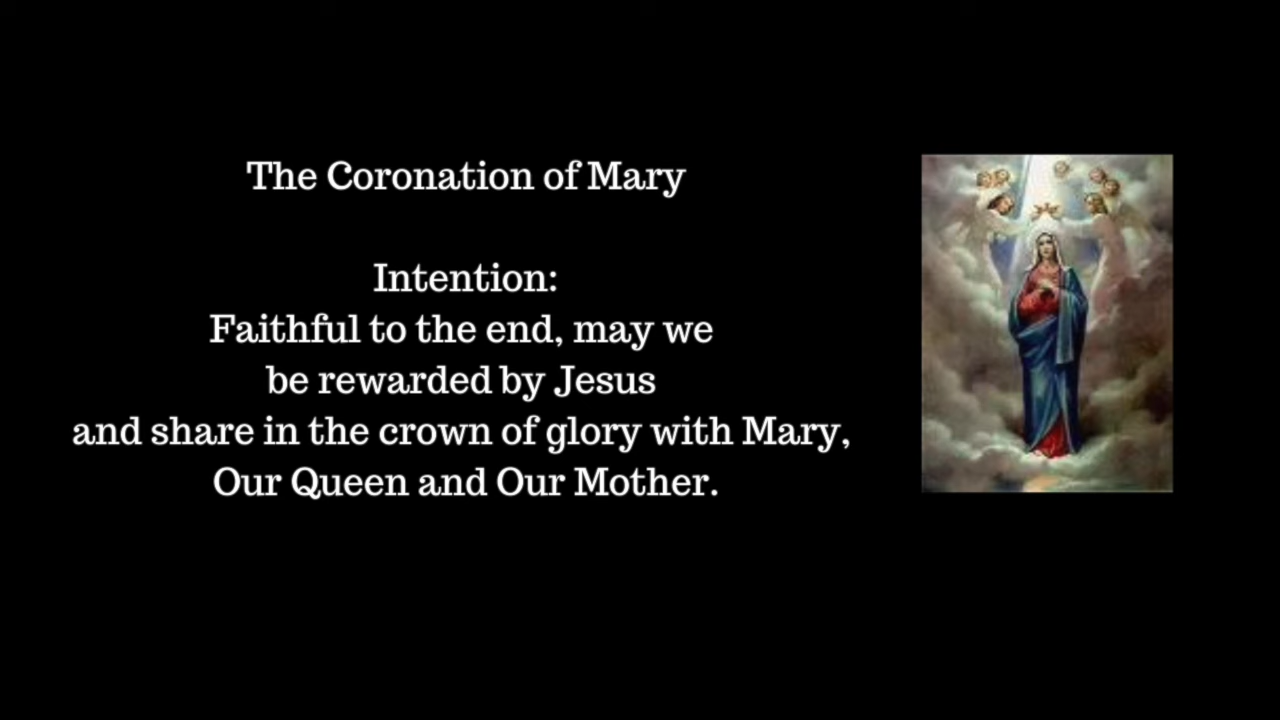 The Coronation of Mary
Intention:
Faithful to the end, may we
be rewarded by Jesus
and share in the crown of glory with Mary,
Our Queen and Our Mother.